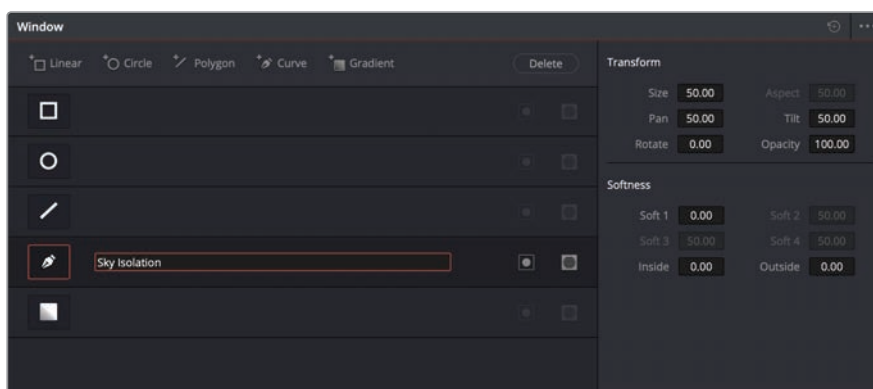 Window
Linear Circle Polygon Curve Gradient Delete
Sky Isolation
Transform
Size 50.00 Aspect 50.00
Pan 50.00 Tilt 50.00
Rotate 0.00 Opacity 100.00
Softness
Soft 1 0.00 Soft 2 50.00
Soft 3 50.00 Soft 4 50.00
Inside 0.00 Outside 0.00